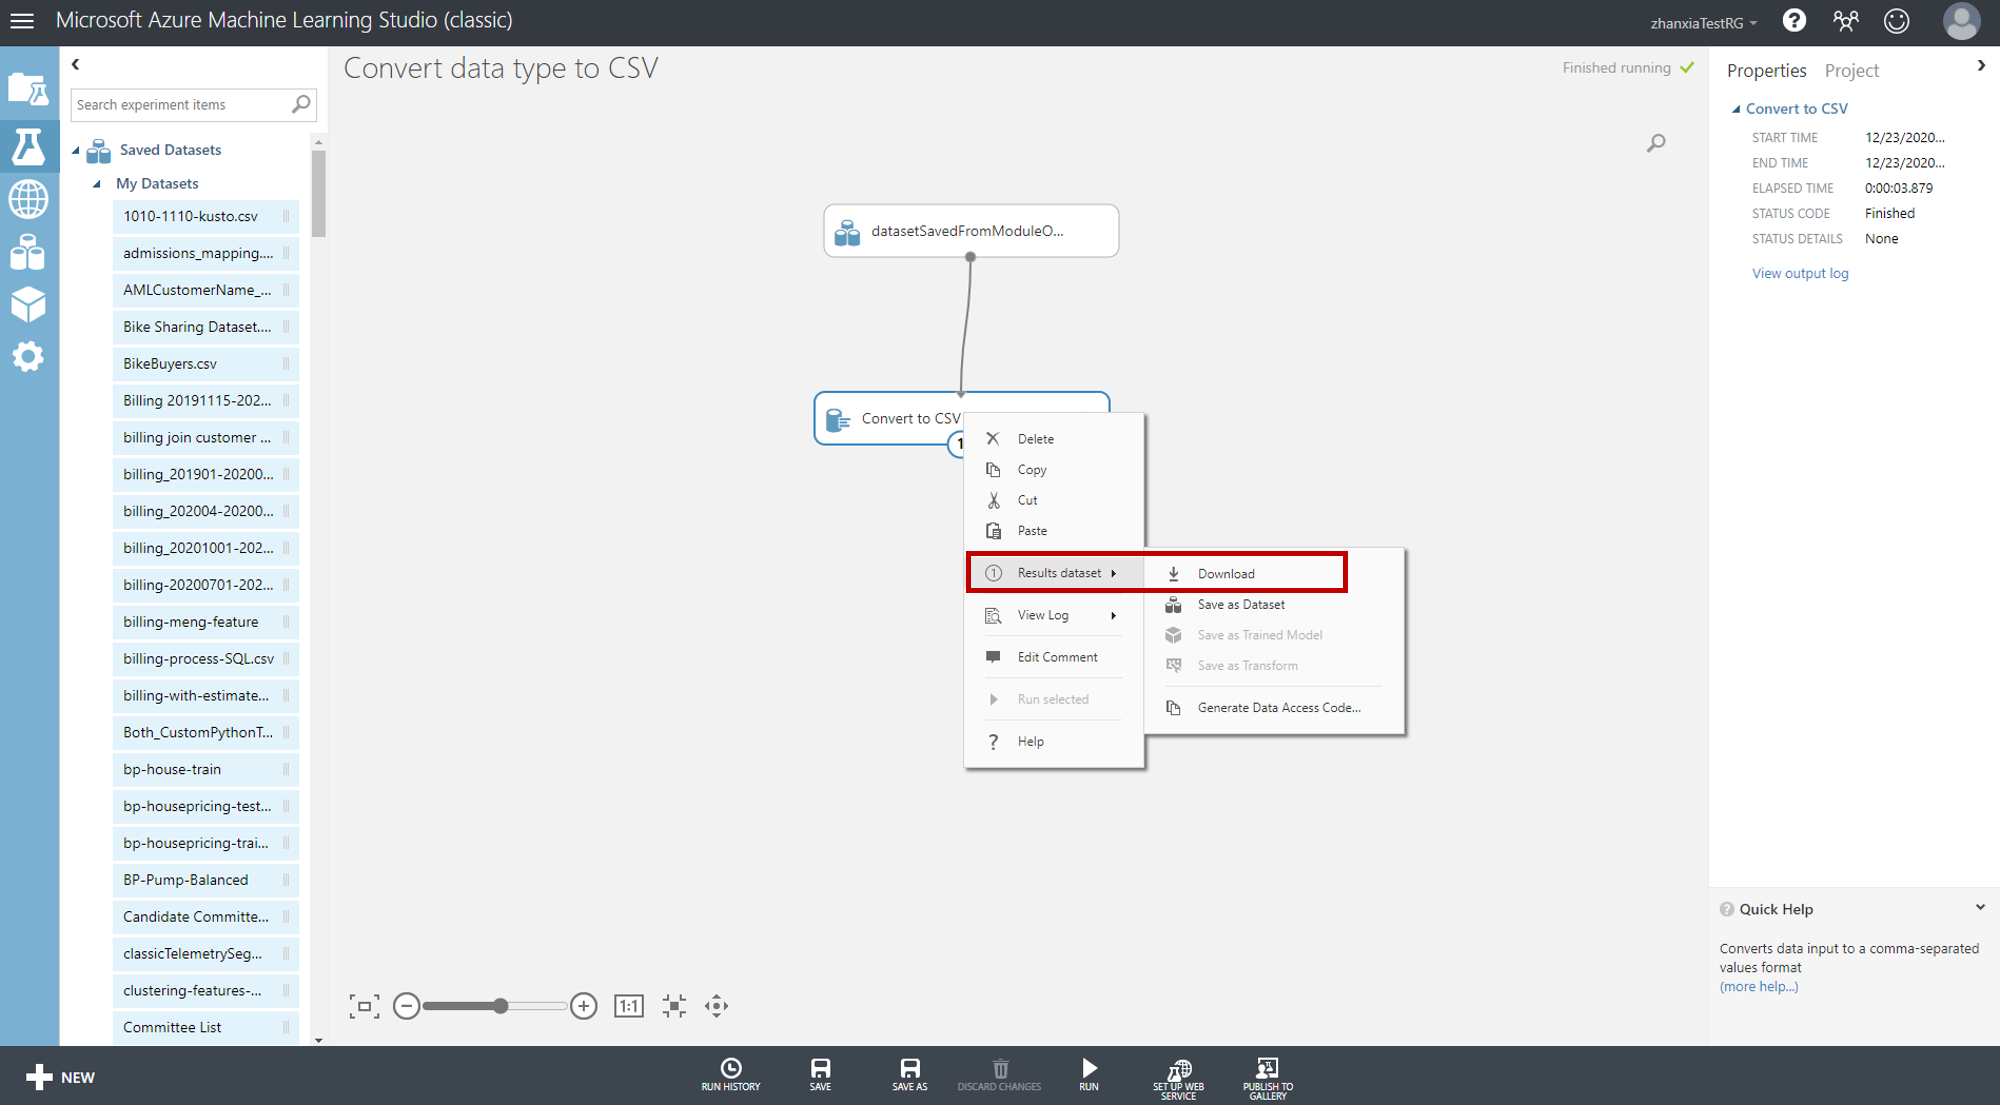 Microsoft Azure Machine Learning Studio (classic)
zhanxiaTestRG
?
Search experiment items
Saved Datasets
My Datasets
1010-1110-kusto.csv
admissions_mapping....
AMLCustomerName_...
Bike Sharing Dataset....
BikeBuyers.csv
Billing 20191115-202...
billing join customer ...
billing_201901-20200...
billing_202004-20200...
billing_20201001-202...
billing-20200701-202...
billing-meng-feature
billing-process-SQL.csv
billing-with-estimate...
Both_CustomPythonT...
bp-house-train
bp-housepricing-test...
bp-housepricing-trai...
BP-Pump-Balanced
Candidate Committe...
classicTelemetrySeg...
clustering-features-...
Committee List
Convert data type to CSV
Finished running
datasetSavedFromModuleO...
Convert to CSV
1
Delete
Copy
Cut
Paste
1 Results dataset
View Log
Edit Comment
Run selected
? Help
Download
Save as Dataset
Save as Trained Model
Save as Transform
Generate Data Access Code...
1:1
Properties Project
Convert to CSV
START TIME 12/23/2020...
END TIME 12/23/2020...
ELAPSED TIME 0:00:03.879
STATUS CODE Finished
STATUS DETAILS None
View output log
? Quick Help
Converts data input to a comma-separated
values format
(more help...)
NEW
RUN HISTORY
SAVE
SAVE AS
DISCARD CHANGES
RUN
SET UP WEB
SERVICE
PUBLISH TO
GALLERY